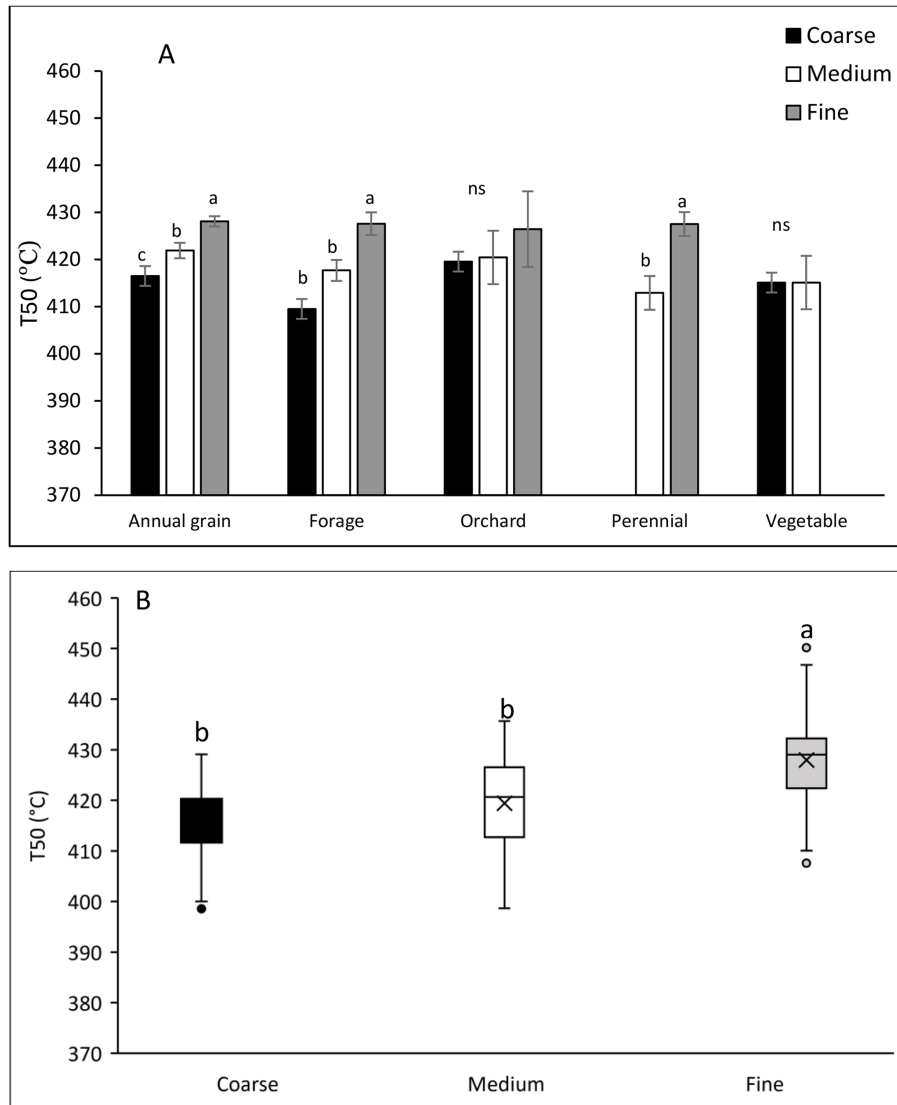 A
Coarse
Medium
Fine
460
450
440
430
420
410
400
390
380
370
T50 (°C)
c
b
a
b
b
a
ns
b
a
ns
Annual grain
Forage
Orchard
Perennial
Vegetable
B
460
450
440
430
420
410
400
390
380
370
T50 (°C)
b
b
a
Coarse
Medium
Fine